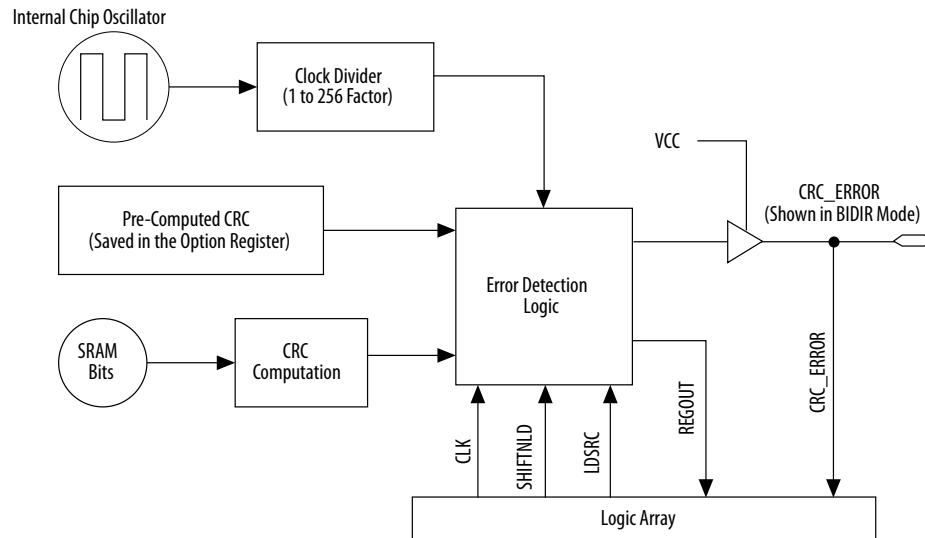 Internal Chip Oscillator
Clock Divider
(1 to 256 Factor)
VCC
CRC_ERROR
(Shown in BIDIR Mode)
Pre-Computed CRC
(Saved in the Option Register)
Error Detection
Logic
SRAM
Bits
CRC
Computation
CLK
SHIFTNLD
LDSRC
REGOUT
CRC_ERROR
Logic Array